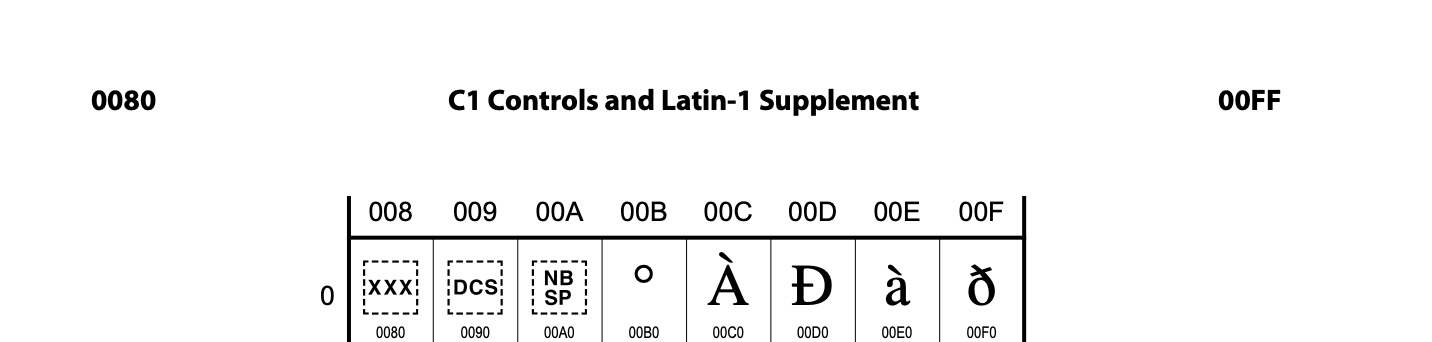 0080 C1 Controls and Latin-1 Supplement 00FF
008 009 00A 00B 00C 00D 00E 00F
XXX DCS NB SP ° À Ð à ð
0
0080 0090 00A0 00B0 00C0 00D0 00E0 00F0